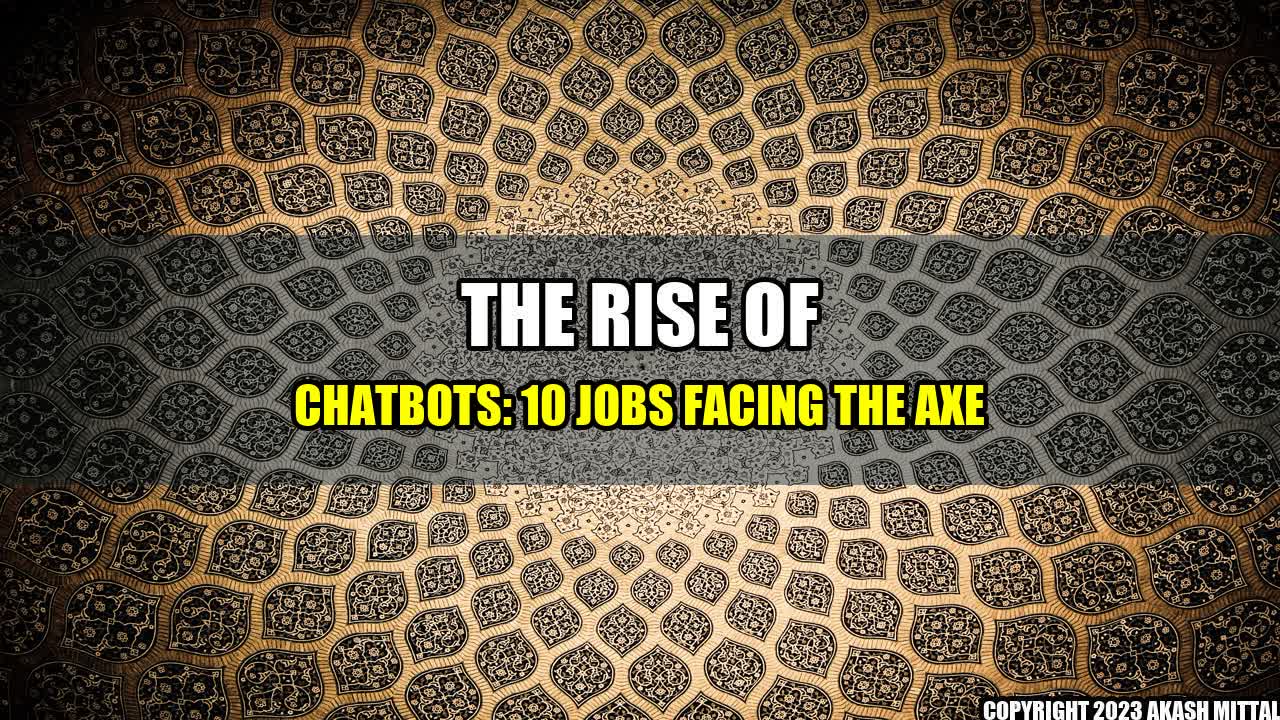 THE RISE OF
CHATBOTS: 10 JOBS FACING THE AXE
COPYRIGHT 2023 AKASH MITTAL